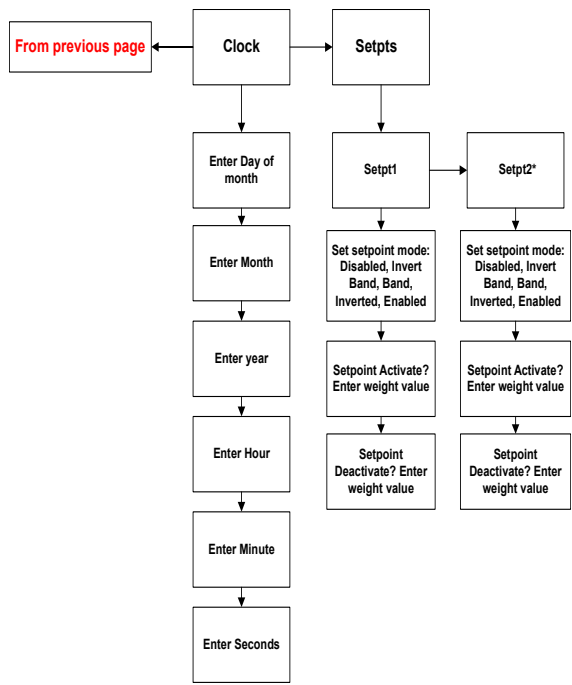 From previous page
Clock
Setpts
Enter Day of
month
Enter Month
Enter year
Enter Hour
Enter Minute
Enter Seconds
Setpt1
Set setpoint mode:
Disabled, Invert
Band, Band,
Inverted, Enabled
Setpoint Activate?
Enter weight value
Setpoint
Deactivate? Enter
weight value
Setpt2*
Set setpoint mode:
Disabled, Invert
Band, Band,
Inverted, Enabled
Setpoint Activate?
Enter weight value
Setpoint
Deactivate? Enter
weight value